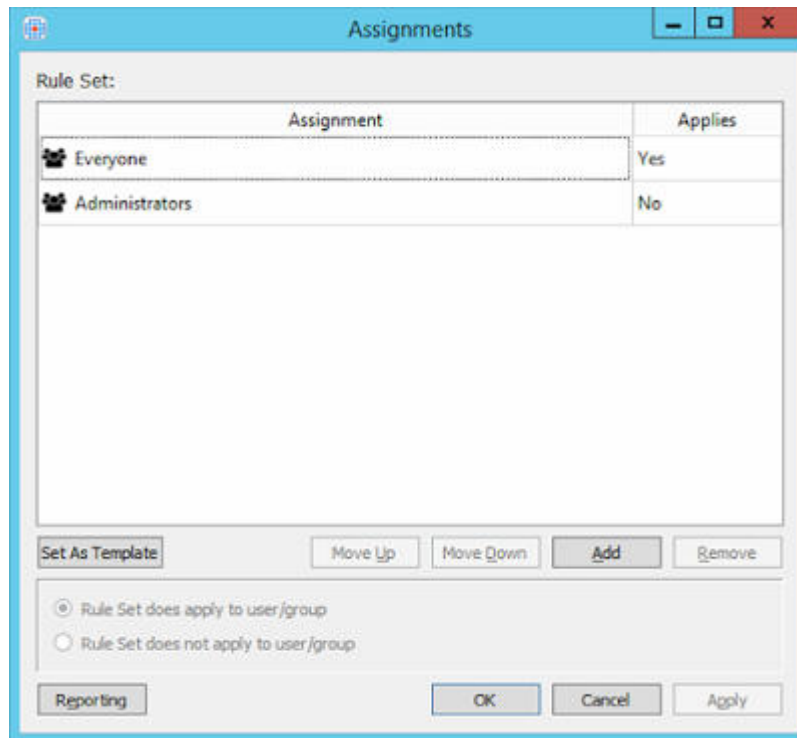 Assignments
Rule Set:
Assignment Applies
Everyone Yes
Administrators No
Set As Template Move Up Move Down Add Remove
Rule Set does apply to user/group
Rule Set does not apply to user/group
Reporting OK Cancel Apply